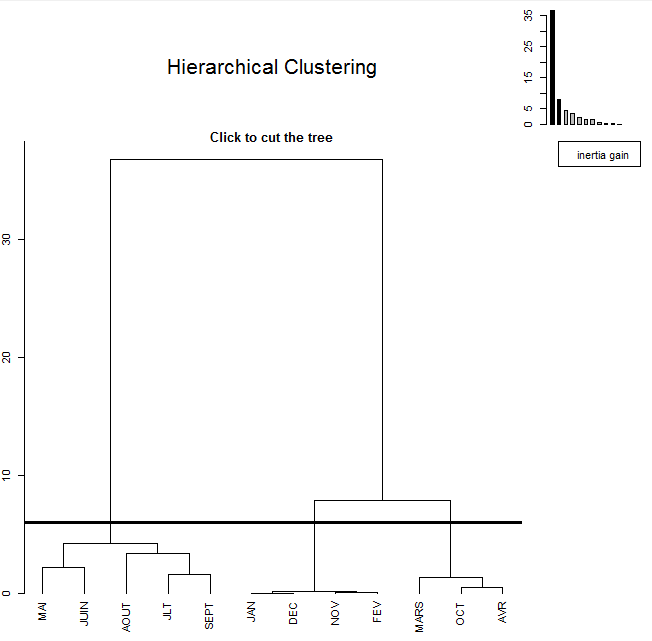 Hierarchical Clustering
Click to cut the tree
35
25
15
5
0
inertia gain
30
20
10
0
MAI
JUIN
AOUT
JLT
SEPT
JAN
DEC
NOV
FEV
MARS
OCT
AVR